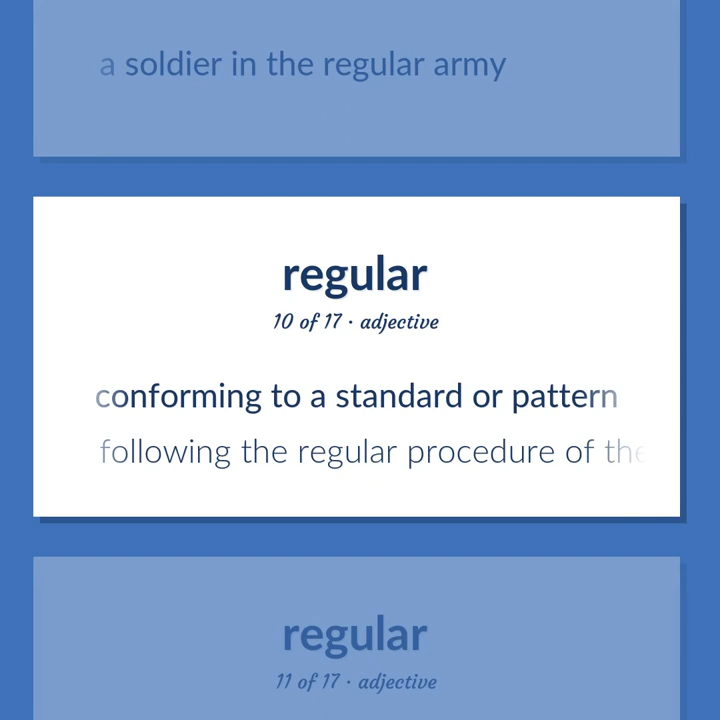 a soldier in the regular army
regular
10 of 17 · adjective
conforming to a standard or pattern
following the regular procedure of the
regular
11 of 17 · adjective